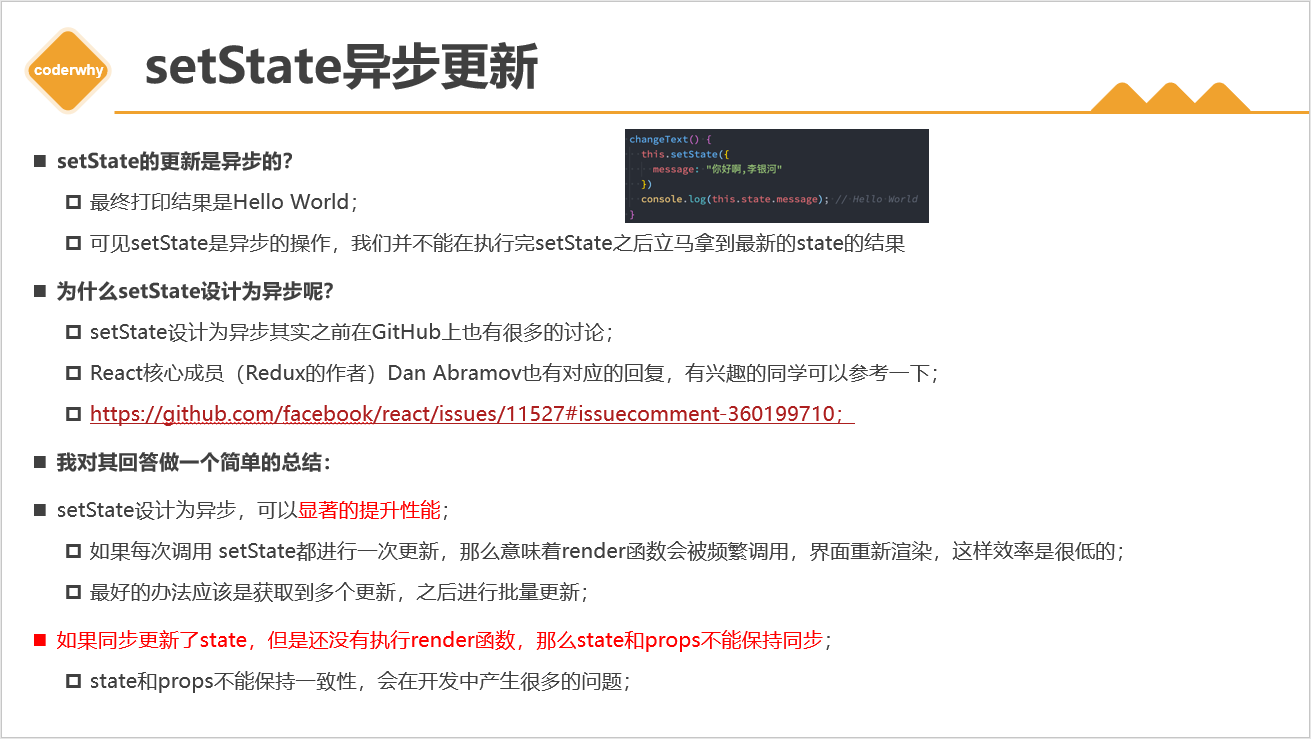 coderwhy
setState异步更新
setState的更新是异步的?
最终打印结果是Hello World;
可见setState是异步的操作，我们并不能在执行完setState之后立马拿到最新的state的结果
changeText() {
this.setState({
message: "你好啊,李银河"
})
console.log(this.state.message); // Hello World
}
为什么setState设计为异步呢?
setState设计为异步其实之前在GitHub上也有很多的讨论;
React核心成员（Redux的作者）Dan Abramov也有对应的回复，有兴趣的同学可以参考一下;
https://github.com/facebook/react/issues/11527#issuecomment-360199710;
我对其回答做一个简单的总结：
setState设计为异步，可以显著的提升性能;
如果每次调用 setState都进行一次更新，那么意味着render函数会被频繁调用，界面重新渲染，这样效率是很低的;
最好的办法应该是获取到多个更新，之后进行批量更新;
如果同步更新了state，但是还没有执行render函数，那么state和props不能保持同步;
state和props不能保持一致性，会在开发中产生很多的问题;